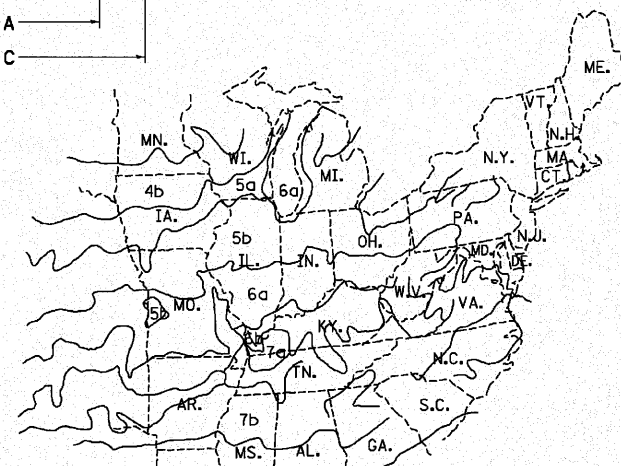 A
C
ME.
VT.
N.H.
MN.
WI.
MI.
N.Y.
MA.
CT.
4b
5a
6a
IA.
PA.
5b
OH.
N.J.
IL.
IN.
MD.
DE.
6a
W.V.
MO.
5b
VA.
KY.
6b
7a
N.C.
TN.
AR.
S.C.
7b
MS.
AL.
GA.